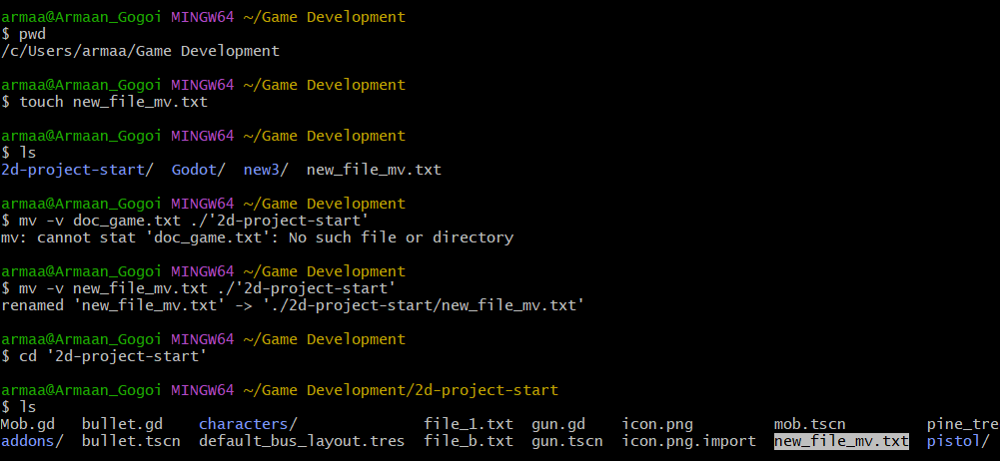 armaa@Armaan_Gogoi MINGW64 ~/Game Development
$ pwd
/c/Users/armaa/Game Development
armaa@Armaan_Gogoi MINGW64 ~/Game Development
$ touch new_file_mv.txt
armaa@Armaan_Gogoi MINGW64 ~/Game Development
$ ls
2d-project-start/  Godot/  new3/  new_file_mv.txt
armaa@Armaan_Gogoi MINGW64 ~/Game Development
$ mv -v doc_game.txt ./'2d-project-start'
mv: cannot stat 'doc_game.txt': No such file or directory
armaa@Armaan_Gogoi MINGW64 ~/Game Development
$ mv -v new_file_mv.txt ./'2d-project-start'
renamed 'new_file_mv.txt' -> './2d-project-start/new_file_mv.txt'
armaa@Armaan_Gogoi MINGW64 ~/Game Development
$ cd '2d-project-start'
armaa@Armaan_Gogoi MINGW64 ~/Game Development/2d-project-start
$ ls
Mob.gd   bullet.gd    characters/              file_1.txt  gun.gd    icon.png         mob.tscn         pine_tre
addons/  bullet.tscn  default_bus_layout.tres  file_b.txt  gun.tscn  icon.png.import  new_file_mv.txt  pistol/